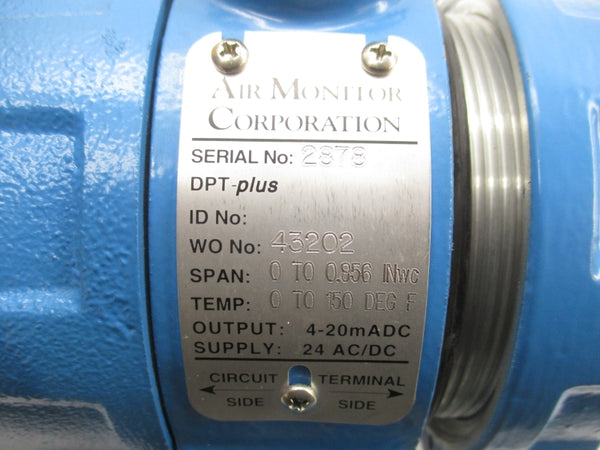 AIR MONITOR
CORPORATION
SERIAL No: 2878
DPT-plus
ID No:
WO No: 43202
SPAN: 0 TO 0.956 INwc
TEMP: 0 TO 150 DEG F
OUTPUT: 4-20mADC
SUPPLY: 24 AC/DC
CIRCUIT TERMINAL
SIDE SIDE